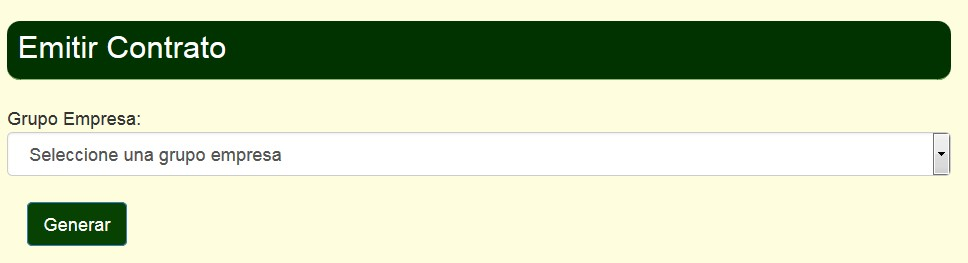 Emitir Contrato
Grupo Empresa:
Seleccione una grupo empresa
Generar